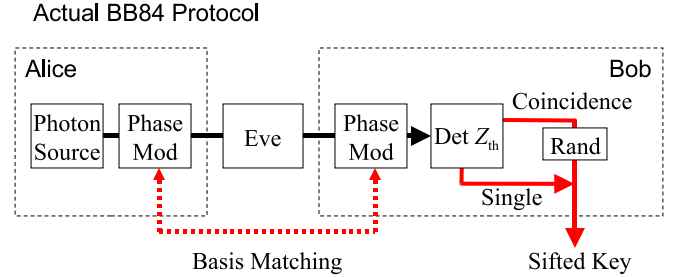 Actual BB84 Protocol
Alice
Bob
Photon
Source
Phase
Mod
Eve
Phase
Mod
Det Z_th
Coincidence
Rand
Single
Basis Matching
Sifted Key